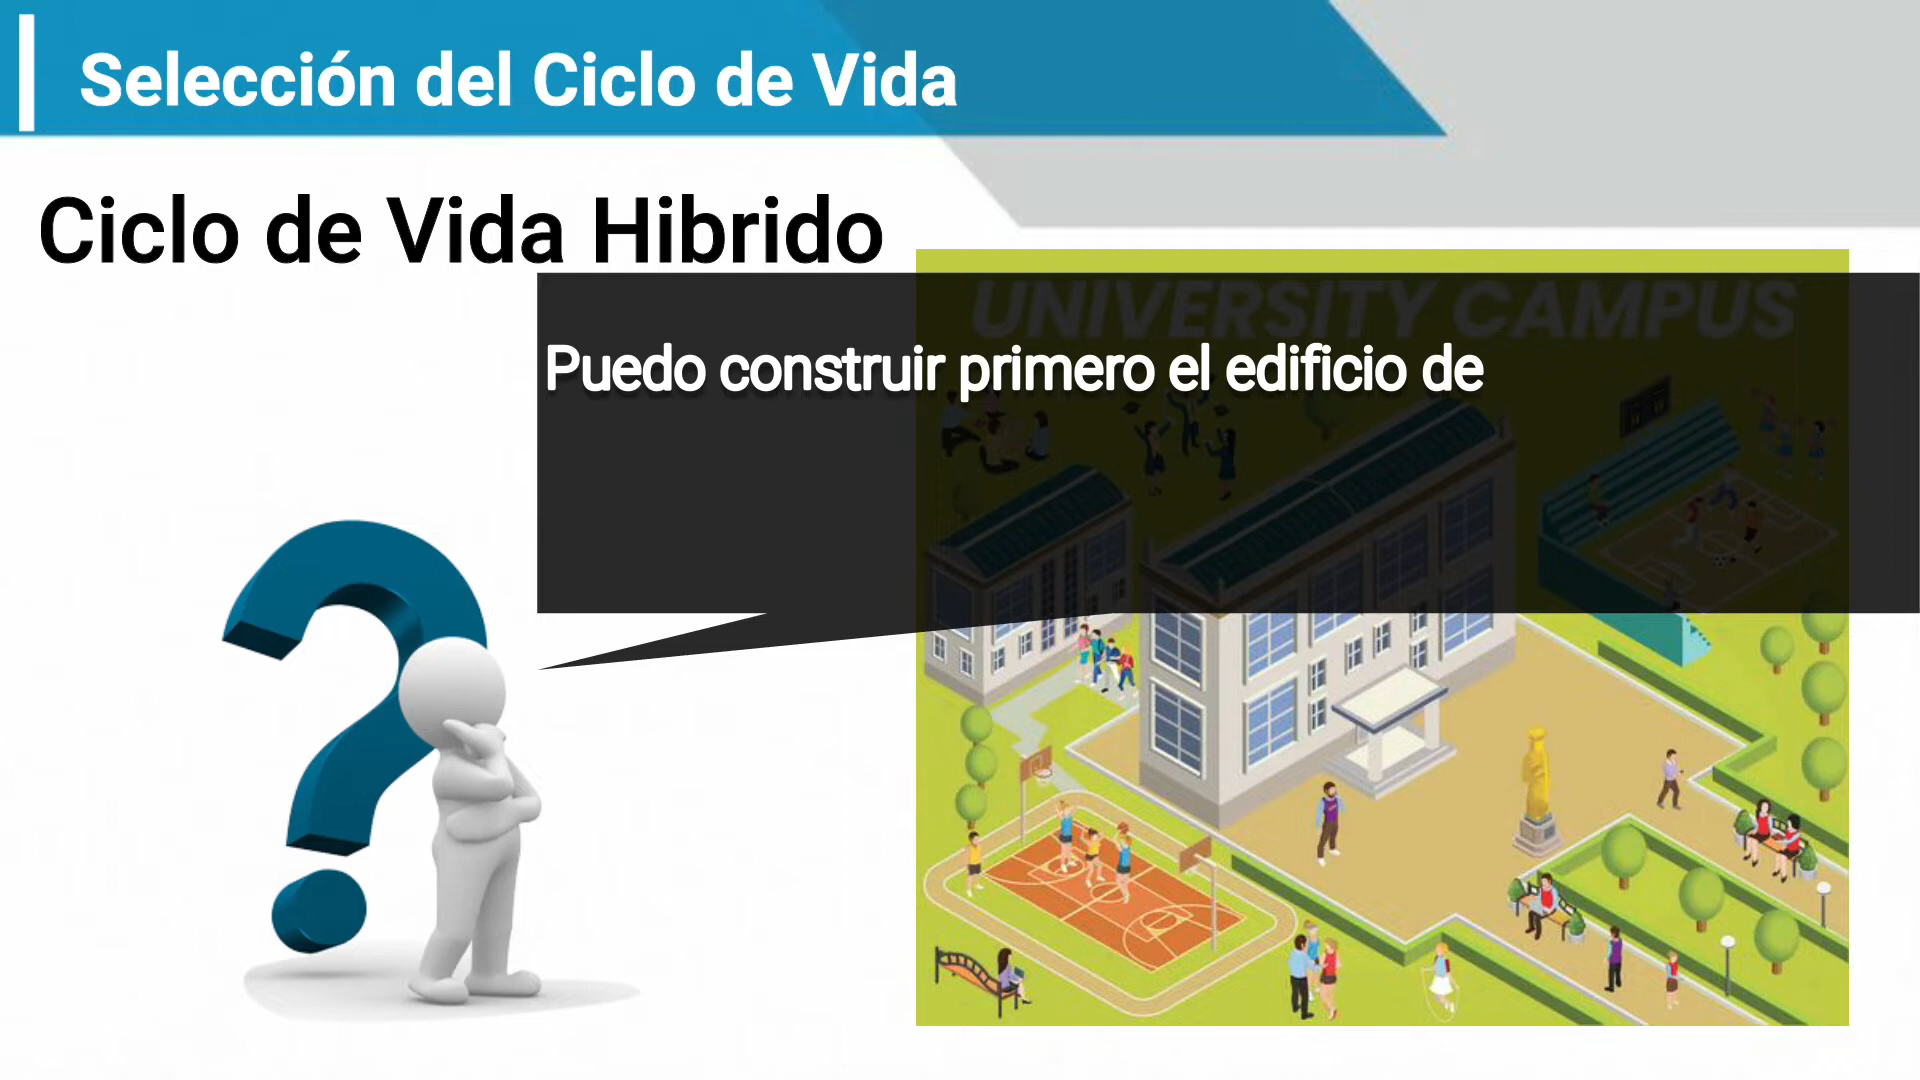 Selección del Ciclo de Vida
Ciclo de Vida Hibrido
UNIVERSITY CAMPUS
Puedo construir primero el edificio de